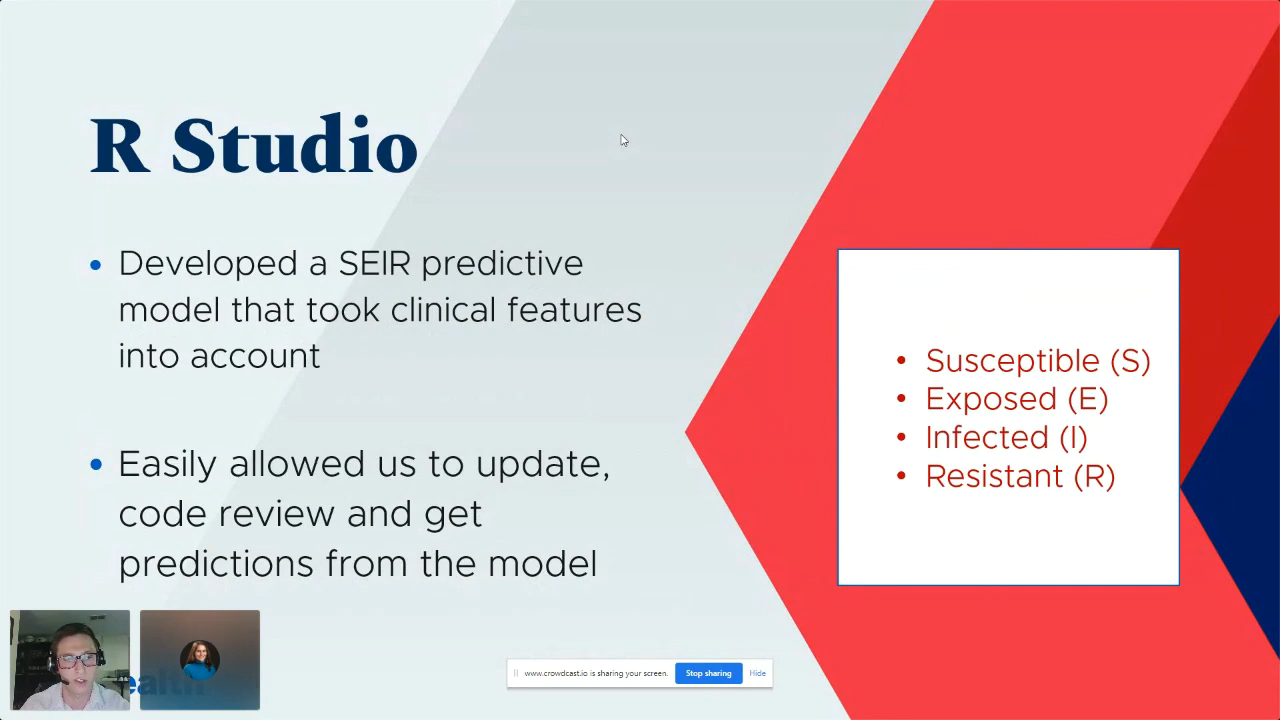 R Studio
• Developed a SEIR predictive
model that took clinical features
into account
• Easily allowed us to update,
code review and get
predictions from the model
• Susceptible (S)
• Exposed (E)
• Infected (I)
• Resistant (R)
www.crowdcast.io is sharing your screen.
Stop sharing
Hide